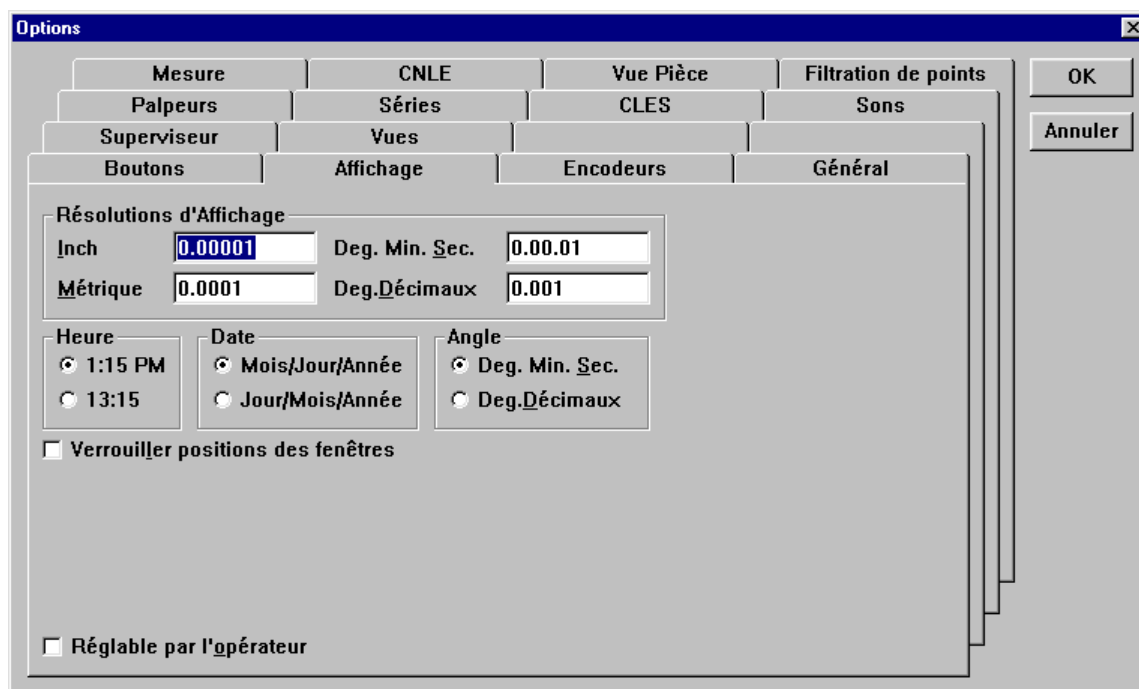 Options
Mesure CNLE Vue Pièce Filtration de points OK
Palpeurs Séries CLES Sons
Superviseur Vues Annuler
Boutons Affichage Encodeurs Général
Résolutions d'Affichage
Inch 0.00001 Deg. Min. Sec. 0.00.01
Métrique 0.0001 Deg.Décimaux 0.001
Heure Date Angle
1:15 PM Mois/Jour/Année Deg. Min. Sec.
13:15 Jour/Mois/Année Deg.Décimaux
Verrouiller positions des fenêtres
Réglable par l'opérateur